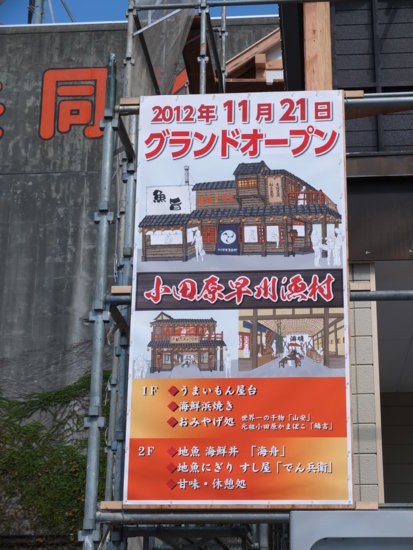 同
2012年 11月 21日
グランドオープン
小田原早川漁村
1F ◆うまいもん屋台
◆海鮮浜焼き
◆おみやげ処 世界一の干物「山安」
元祖小田原かまぼこ「鱗吉」
2F ◆地魚 海鮮丼 「海舟」
◆地魚にぎり すし屋「でん兵衛」
◆甘味・休憩処